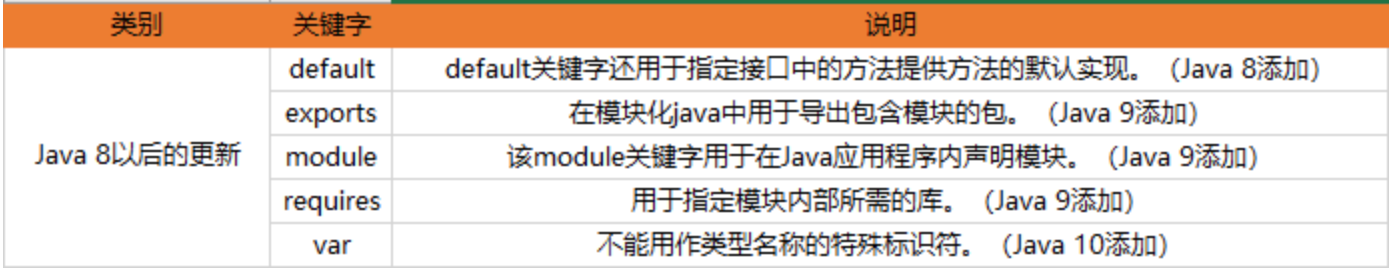 类别 关键字 说明
default default关键字还用于指定接口中的方法提供方法的默认实现。（Java 8添加）
exports 在模块化java中用于导出包含模块的包。（Java 9添加）
Java 8以后的更新 module 该module关键字用于在Java应用程序内声明模块。（Java 9添加）
requires 用于指定模块内部所需的库。（Java 9添加）
var 不能用作类型名称的特殊标识符。（Java 10添加）